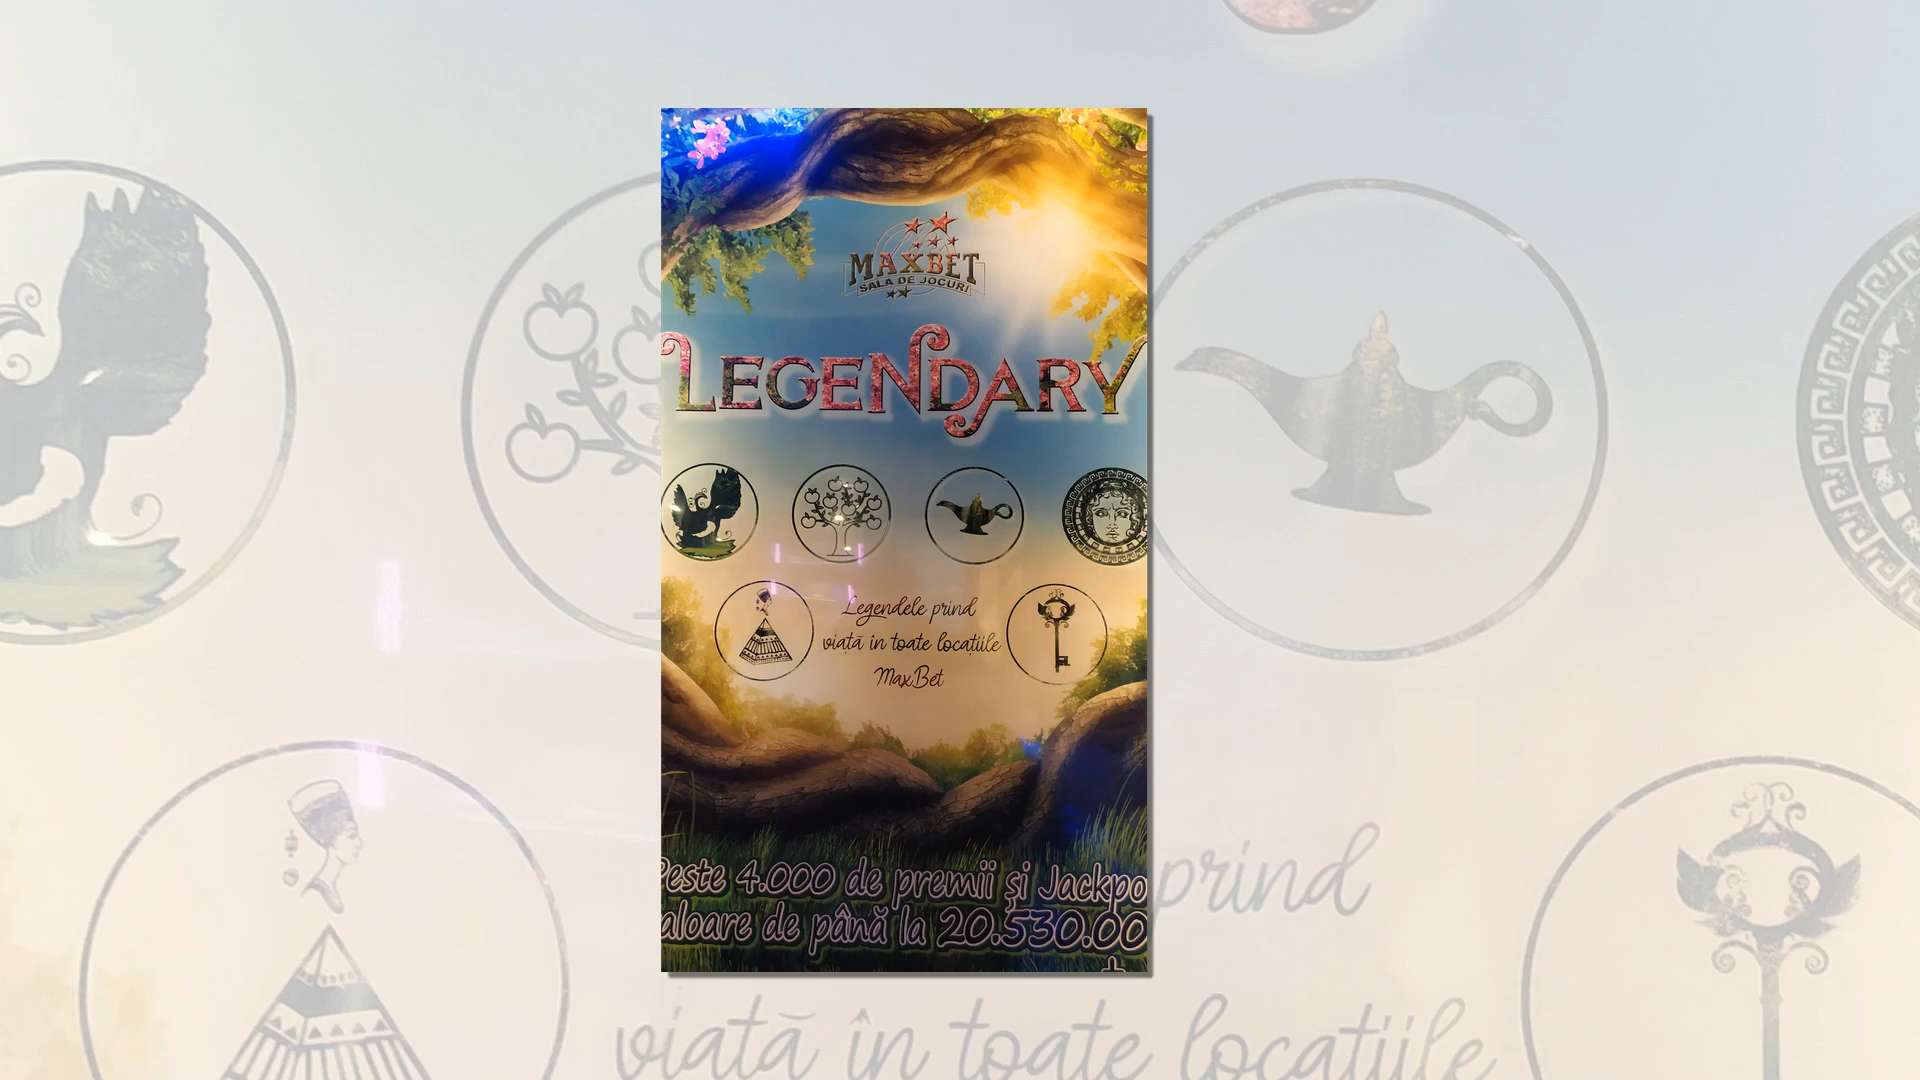 MAXBET
SALA DE JOCURI
LEGENDARY
Legendele prind
viață în toate locațiile
MaxBet
Peste 4.000 de premii și Jackpo
aloare de până la 20.530.00
prind
viață în toate locațiile